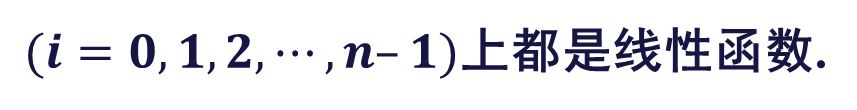 (i = 0, 1, 2, ⋯, n– 1)上都是线性函数.